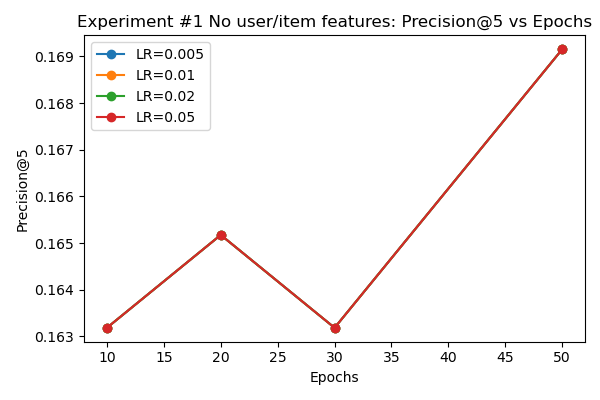 Experiment #1 No user/item features: Precision@5 vs Epochs
LR=0.005
LR=0.01
LR=0.02
LR=0.05
Precision@5
0.169
0.168
0.167
0.166
0.165
0.164
0.163
10 15 20 25 30 35 40 45 50
Epochs